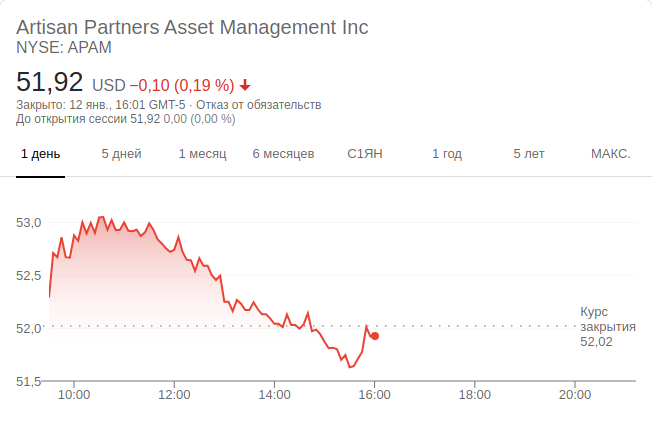 Artisan Partners Asset Management Inc
NYSE: APAM
51,92 USD −0,10 (0,19 %)
Закрыто: 12 янв., 16:01 GMT-5 · Отказ от обязательств
До открытия сессии 51,92 0,00 (0,00 %)
1 день 5 дней 1 месяц 6 месяцев С1ЯН 1 год 5 лет МАКС.
53,0
52,5
52,0
51,5
Курс
закрытия
52,02
10:00 12:00 14:00 16:00 18:00 20:00